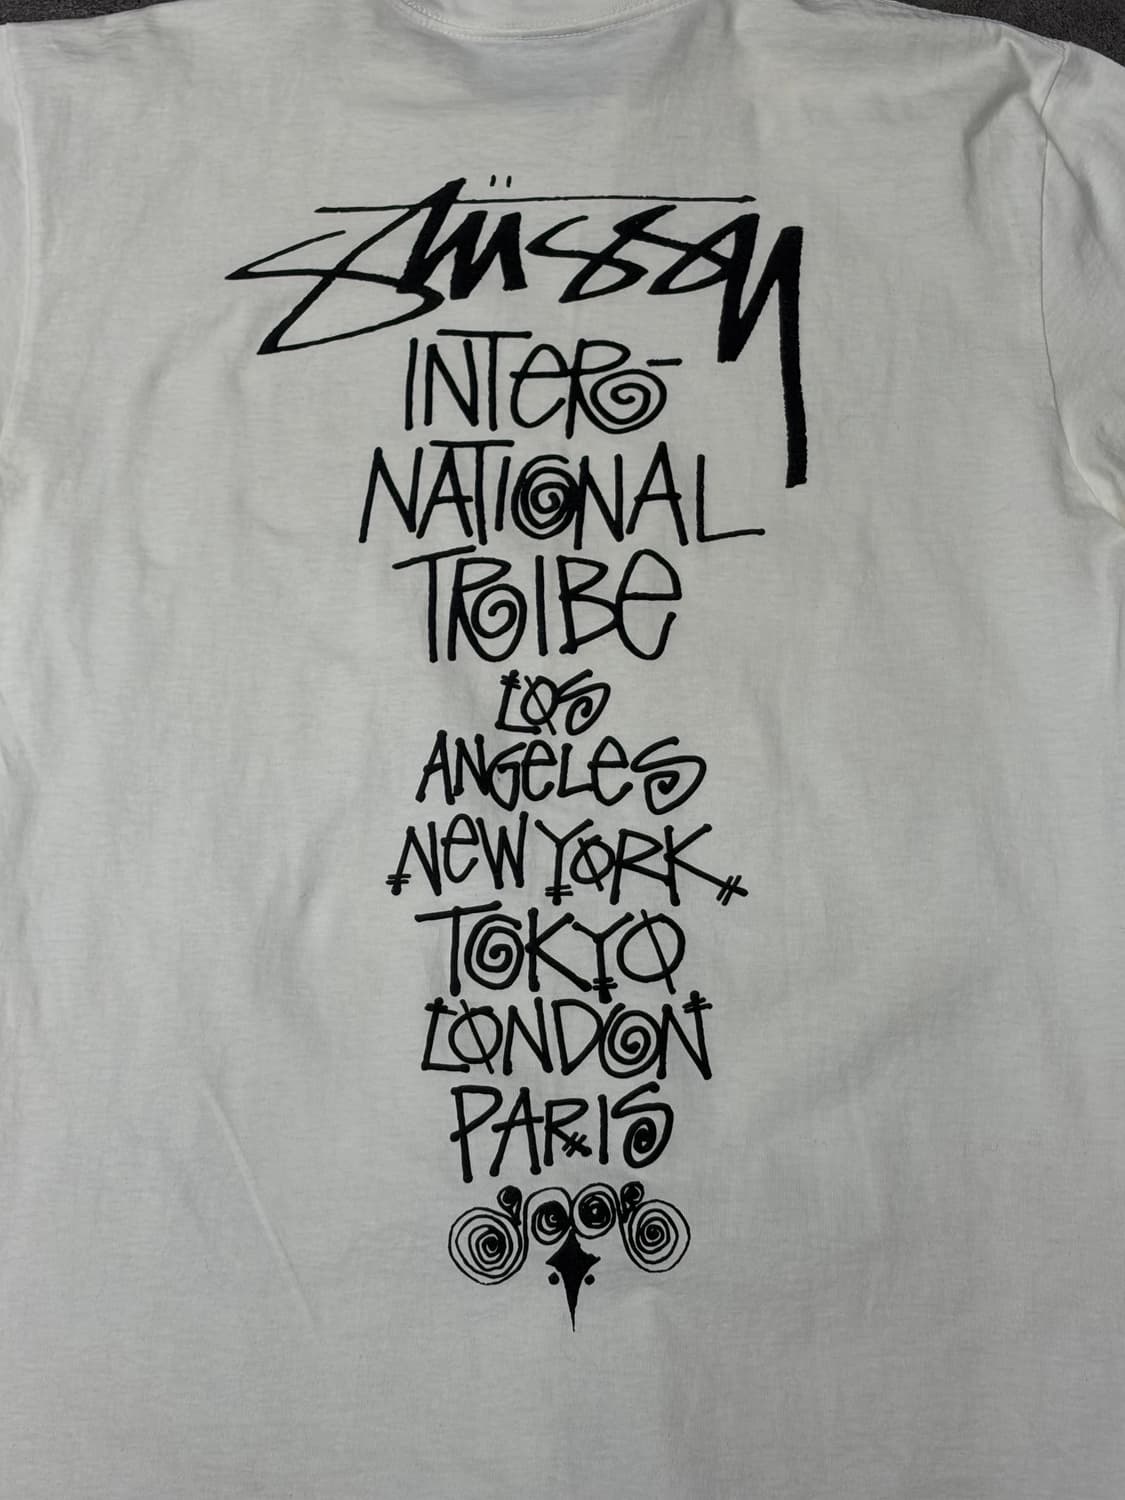 Stüssy
INTER-
NATIONAL
TRIBE
LOS
ANGELES
NEW YORK
TOKYO
LONDON
PARIS